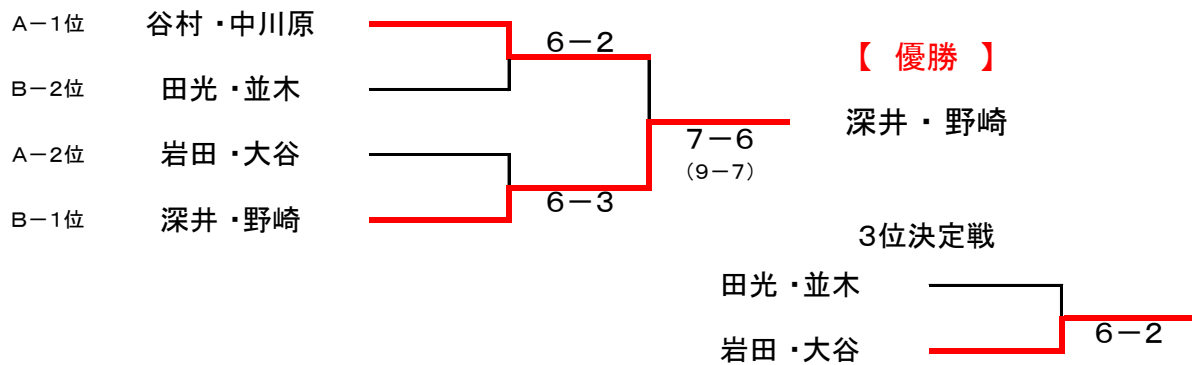 A－1位 谷村・中川原
6－2
【 優勝 】
B－2位 田光・並木
深井・野崎
7－6
A－2位 岩田・大谷
(9－7)
6－3
B－1位 深井・野崎
3位決定戦
田光・並木
6－2
岩田・大谷